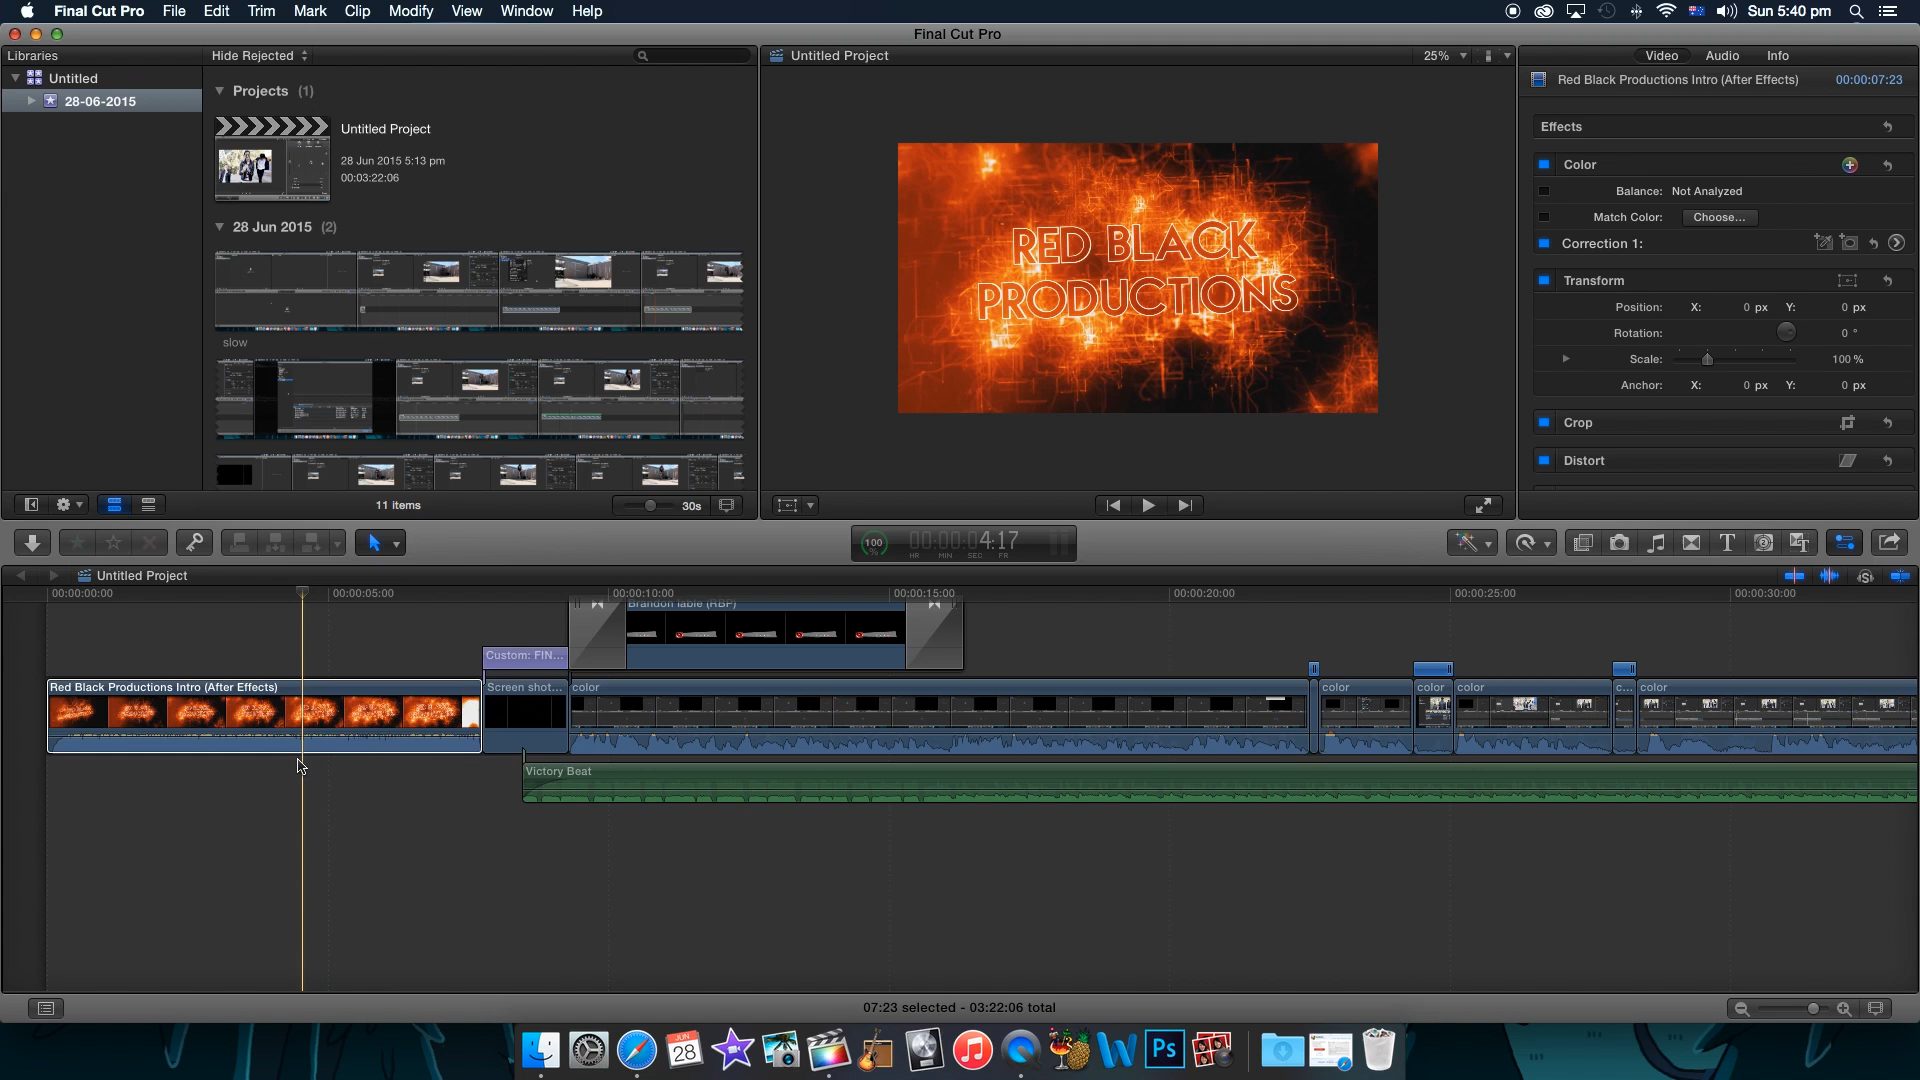 Final Cut Pro File Edit Trim Mark Clip Modify View Window Help Sun 5:40 pm
Final Cut Pro
Libraries
Hide Rejected
Untitled Project
25%
Video Audio Info
Untitled
28-06-2015
Projects (1)
Untitled Project
28 Jun 2015 5:13 pm
00:03:22:06
28 Jun 2015 (2)
slow
11 items
30s
RED BLACK
PRODUCTIONS
Red Black Productions Intro (After Effects) 00:00:07:23
Effects
Color
Balance: Not Analyzed
Match Color: Choose...
Correction 1:
Transform
Position: X: 0 px Y: 0 px
Rotation: 0 °
Scale: 100 %
Anchor: X: 0 px Y: 0 px
Crop
Distort
100 %
00:00:04:17
HR MIN SEC FR
Untitled Project
00:00:00:00 00:00:05:00 00:00:10:00 00:00:15:00 00:00:20:00 00:00:25:00 00:00:30:00
Brandon lable (RBP)
Custom: FIN...
Red Black Productions Intro (After Effects) Screen shot... color color color color c... color
Victory Beat
07:23 selected - 03:22:06 total
JUN
28
W
Ps